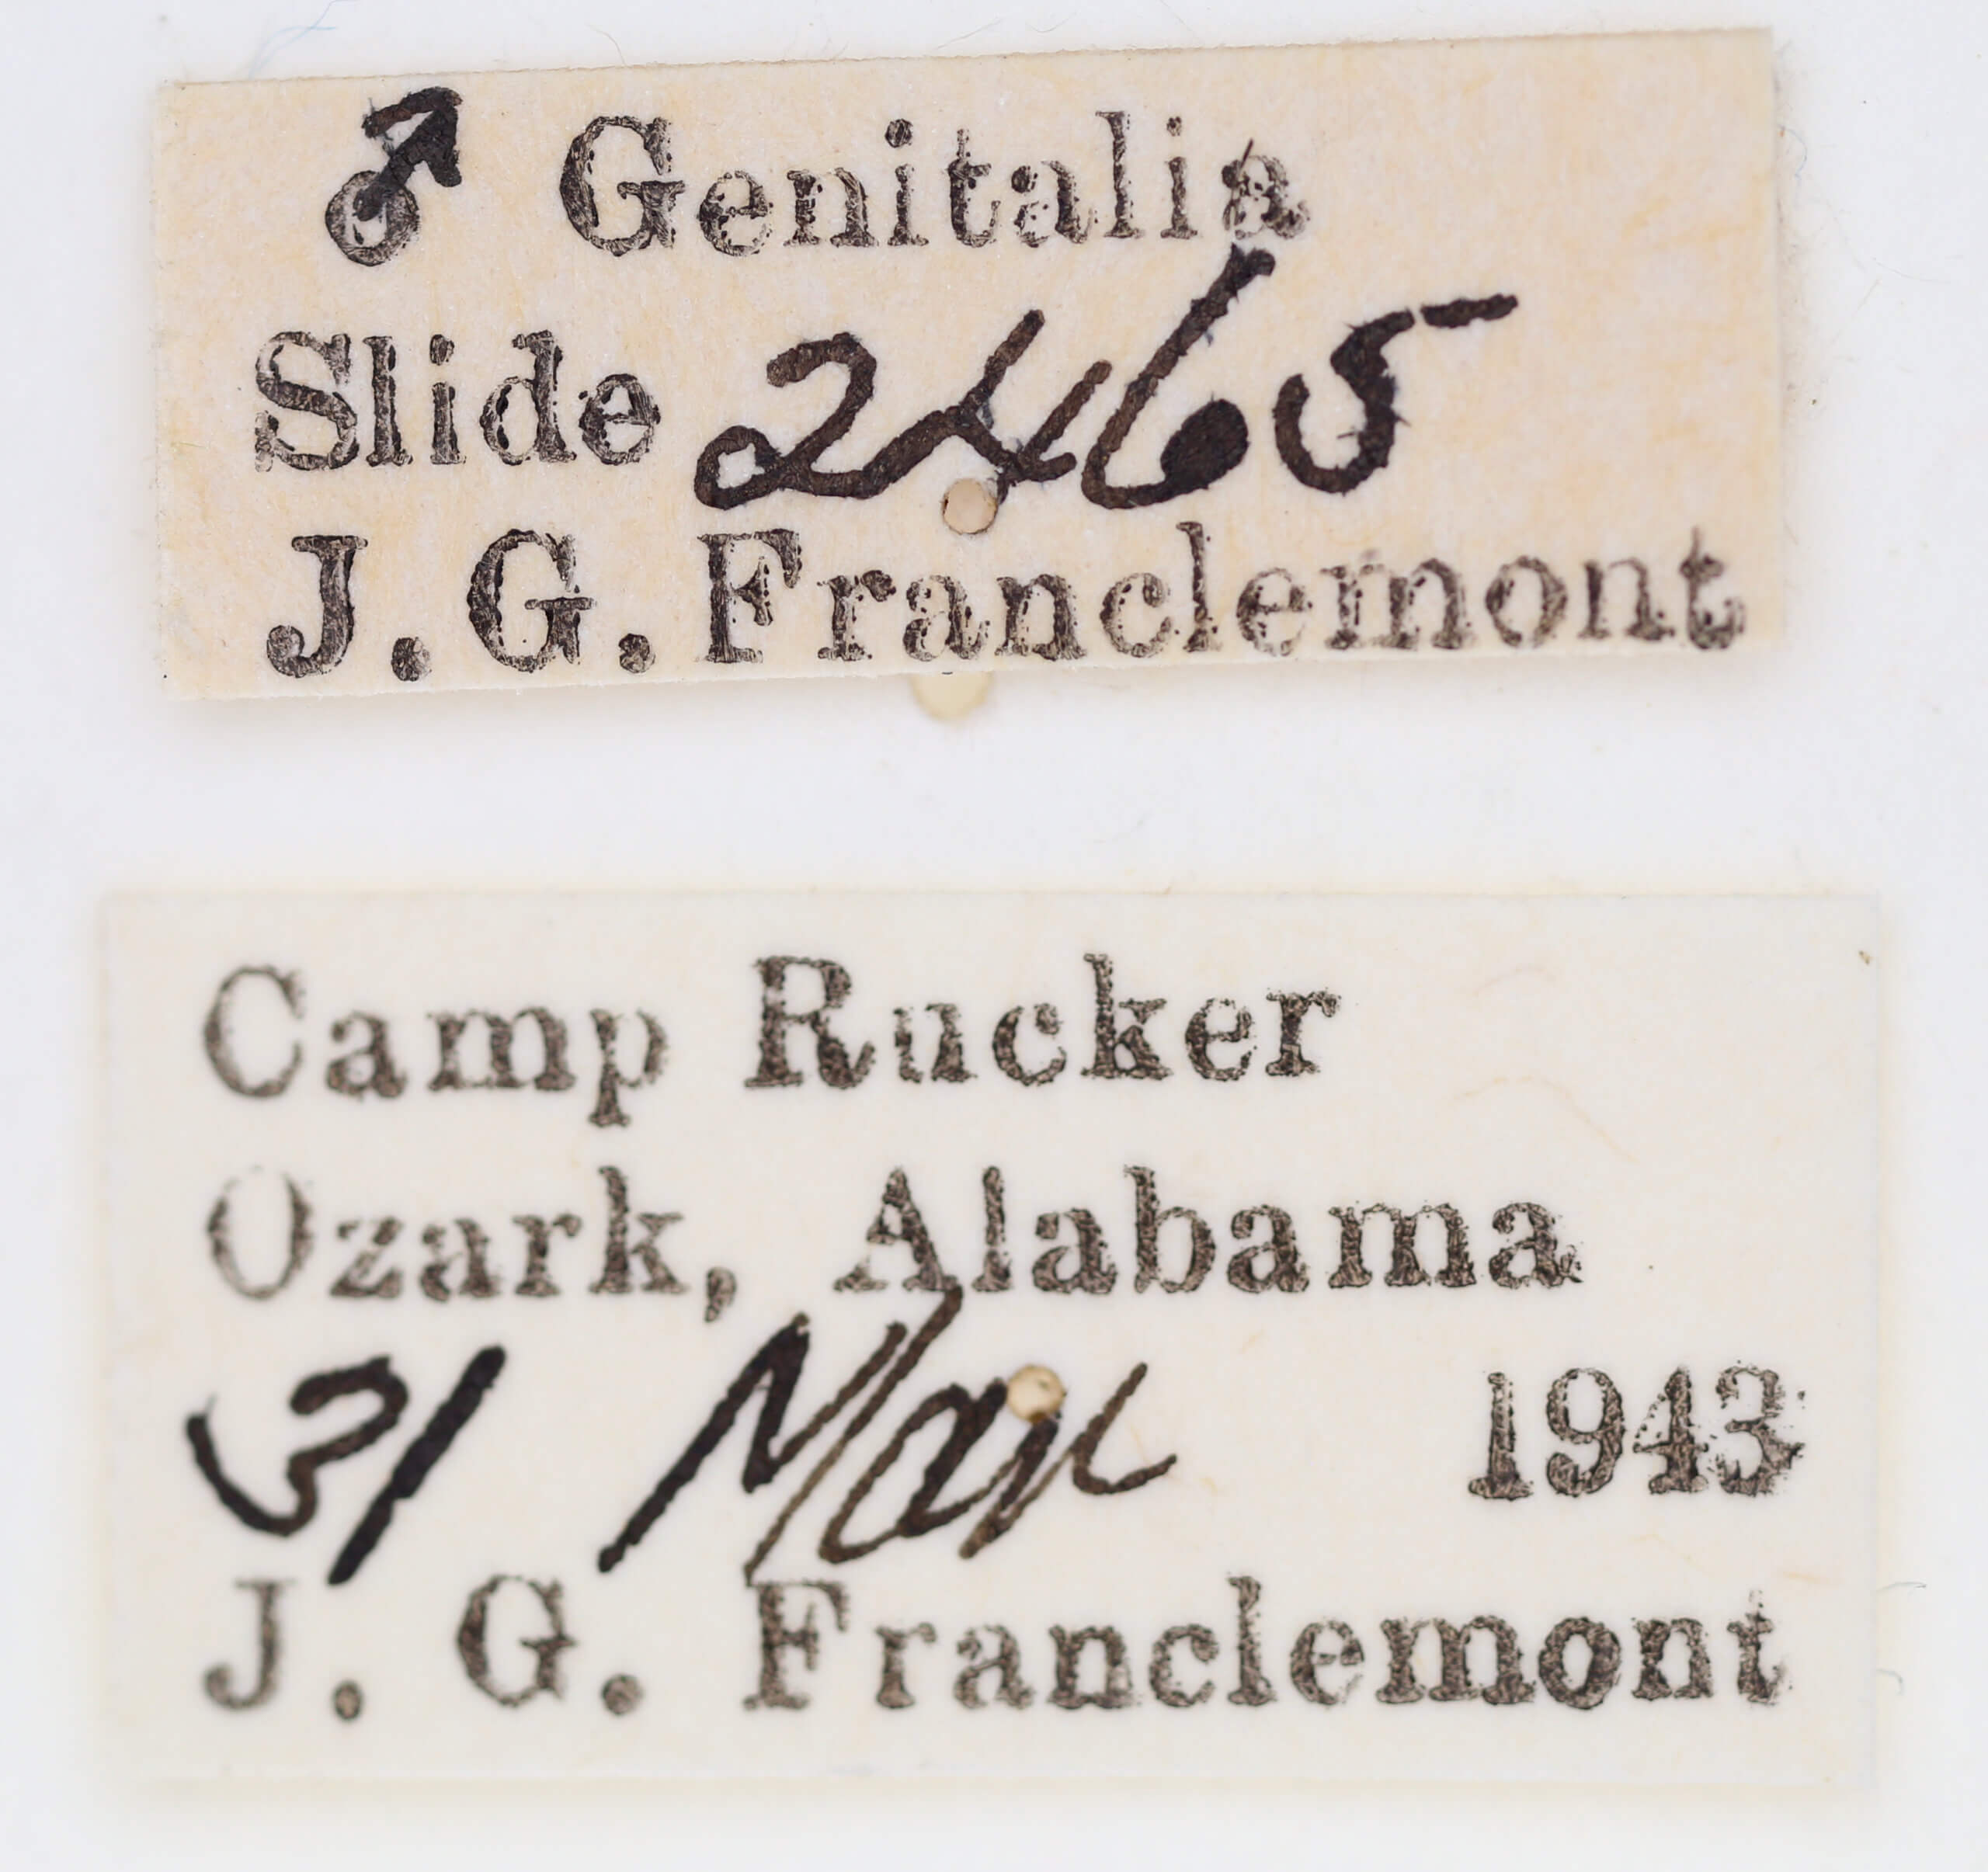 ♂ Genitalia
Slide 2465
J. G. Franclemont
Camp Rucker
Ozark, Alabama
31 Mar 1943
J. G. Franclemont